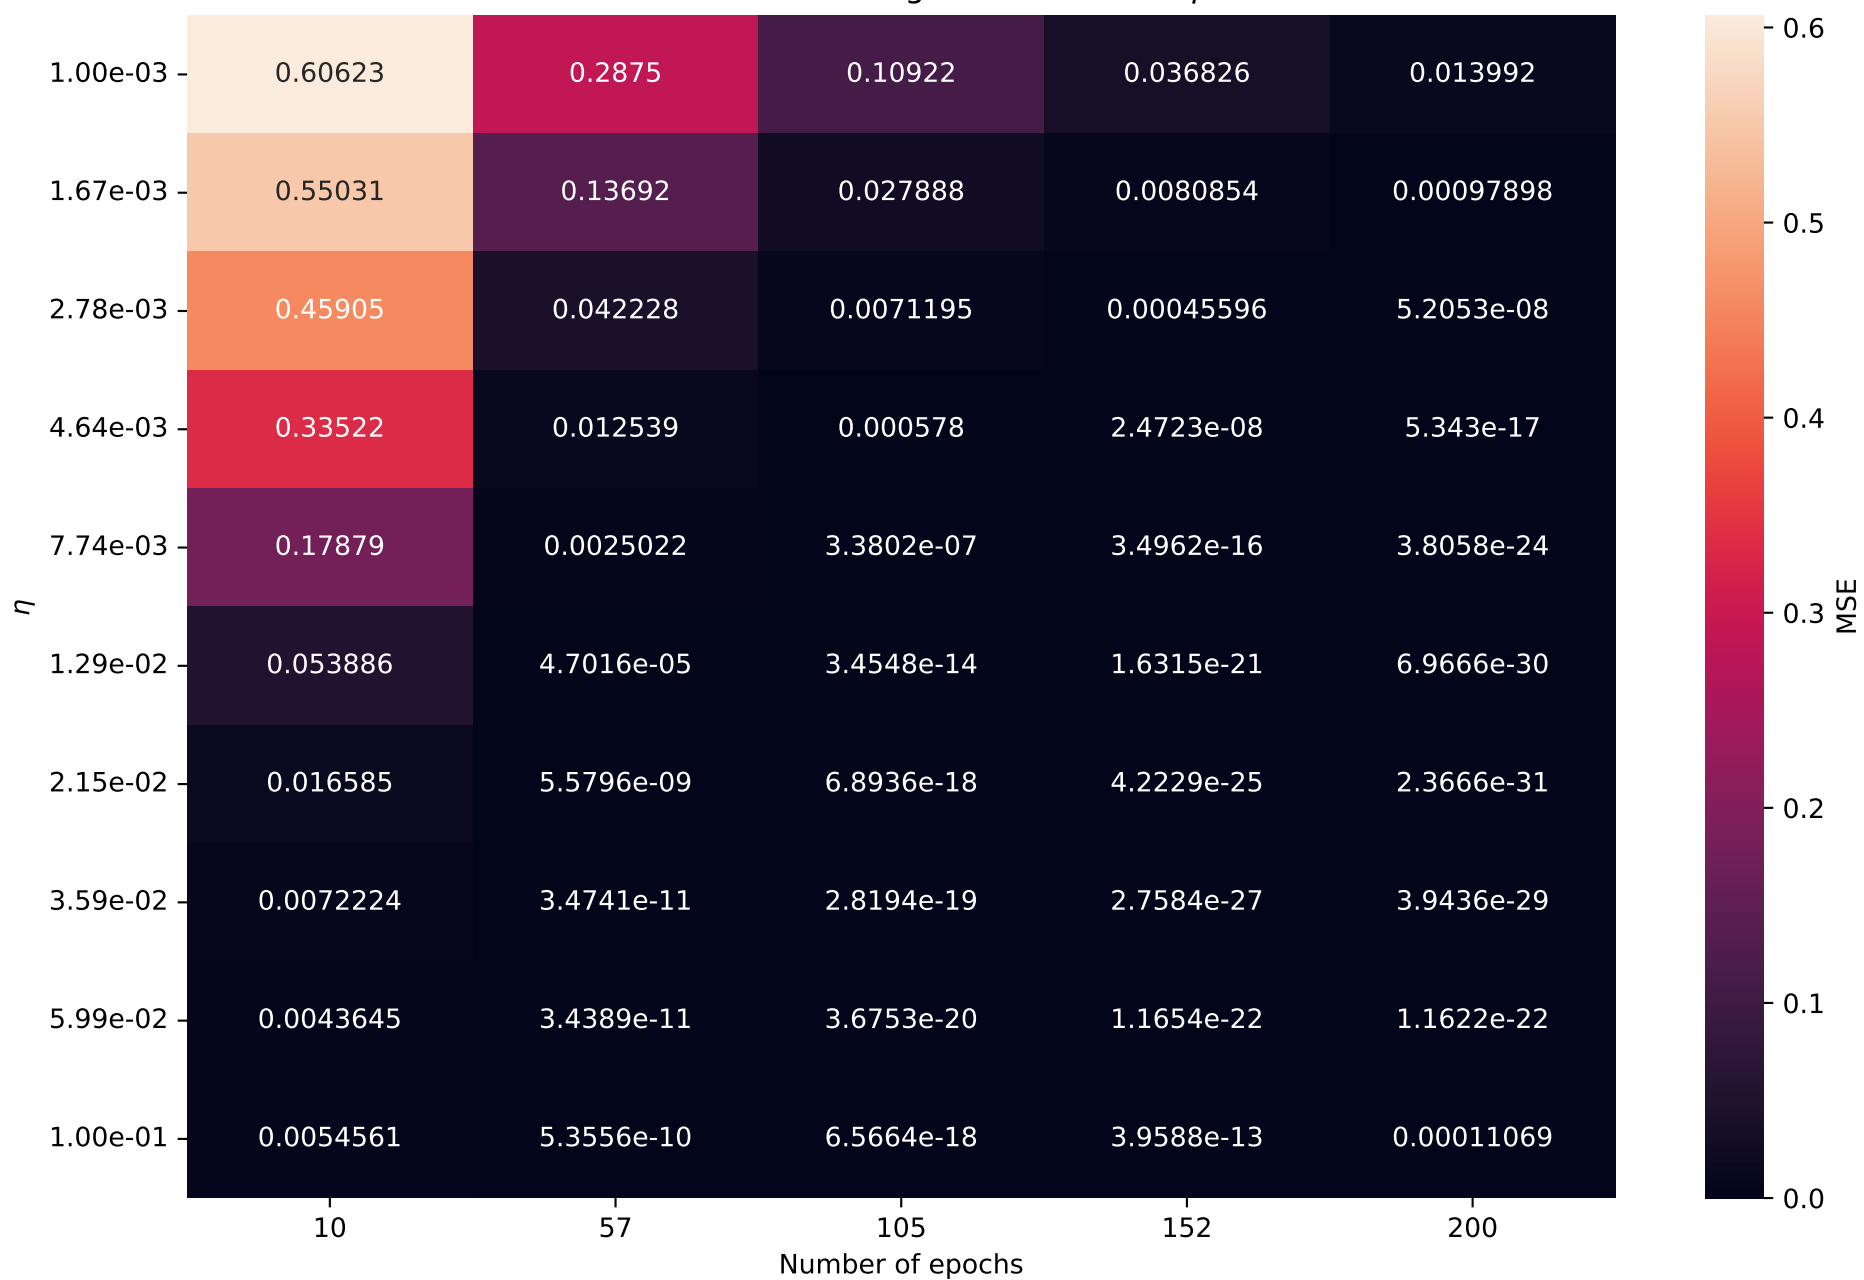 1.00e-03 0.60623 0.2875 0.10922 0.036826 0.013992
1.67e-03 0.55031 0.13692 0.027888 0.0080854 0.00097898
2.78e-03 0.45905 0.042228 0.0071195 0.00045596 5.2053e-08
4.64e-03 0.33522 0.012539 0.000578 2.4723e-08 5.343e-17
7.74e-03 0.17879 0.0025022 3.3802e-07 3.4962e-16 3.8058e-24
1.29e-02 0.053886 4.7016e-05 3.4548e-14 1.6315e-21 6.9666e-30
2.15e-02 0.016585 5.5796e-09 6.8936e-18 4.2229e-25 2.3666e-31
3.59e-02 0.0072224 3.4741e-11 2.8194e-19 2.7584e-27 3.9436e-29
5.99e-02 0.0043645 3.4389e-11 3.6753e-20 1.1654e-22 1.1622e-22
1.00e-01 0.0054561 5.3556e-10 6.5664e-18 3.9588e-13 0.00011069
η
10 57 105 152 200
Number of epochs
0.6
0.5
0.4
0.3
0.2
0.1
0.0
MSE